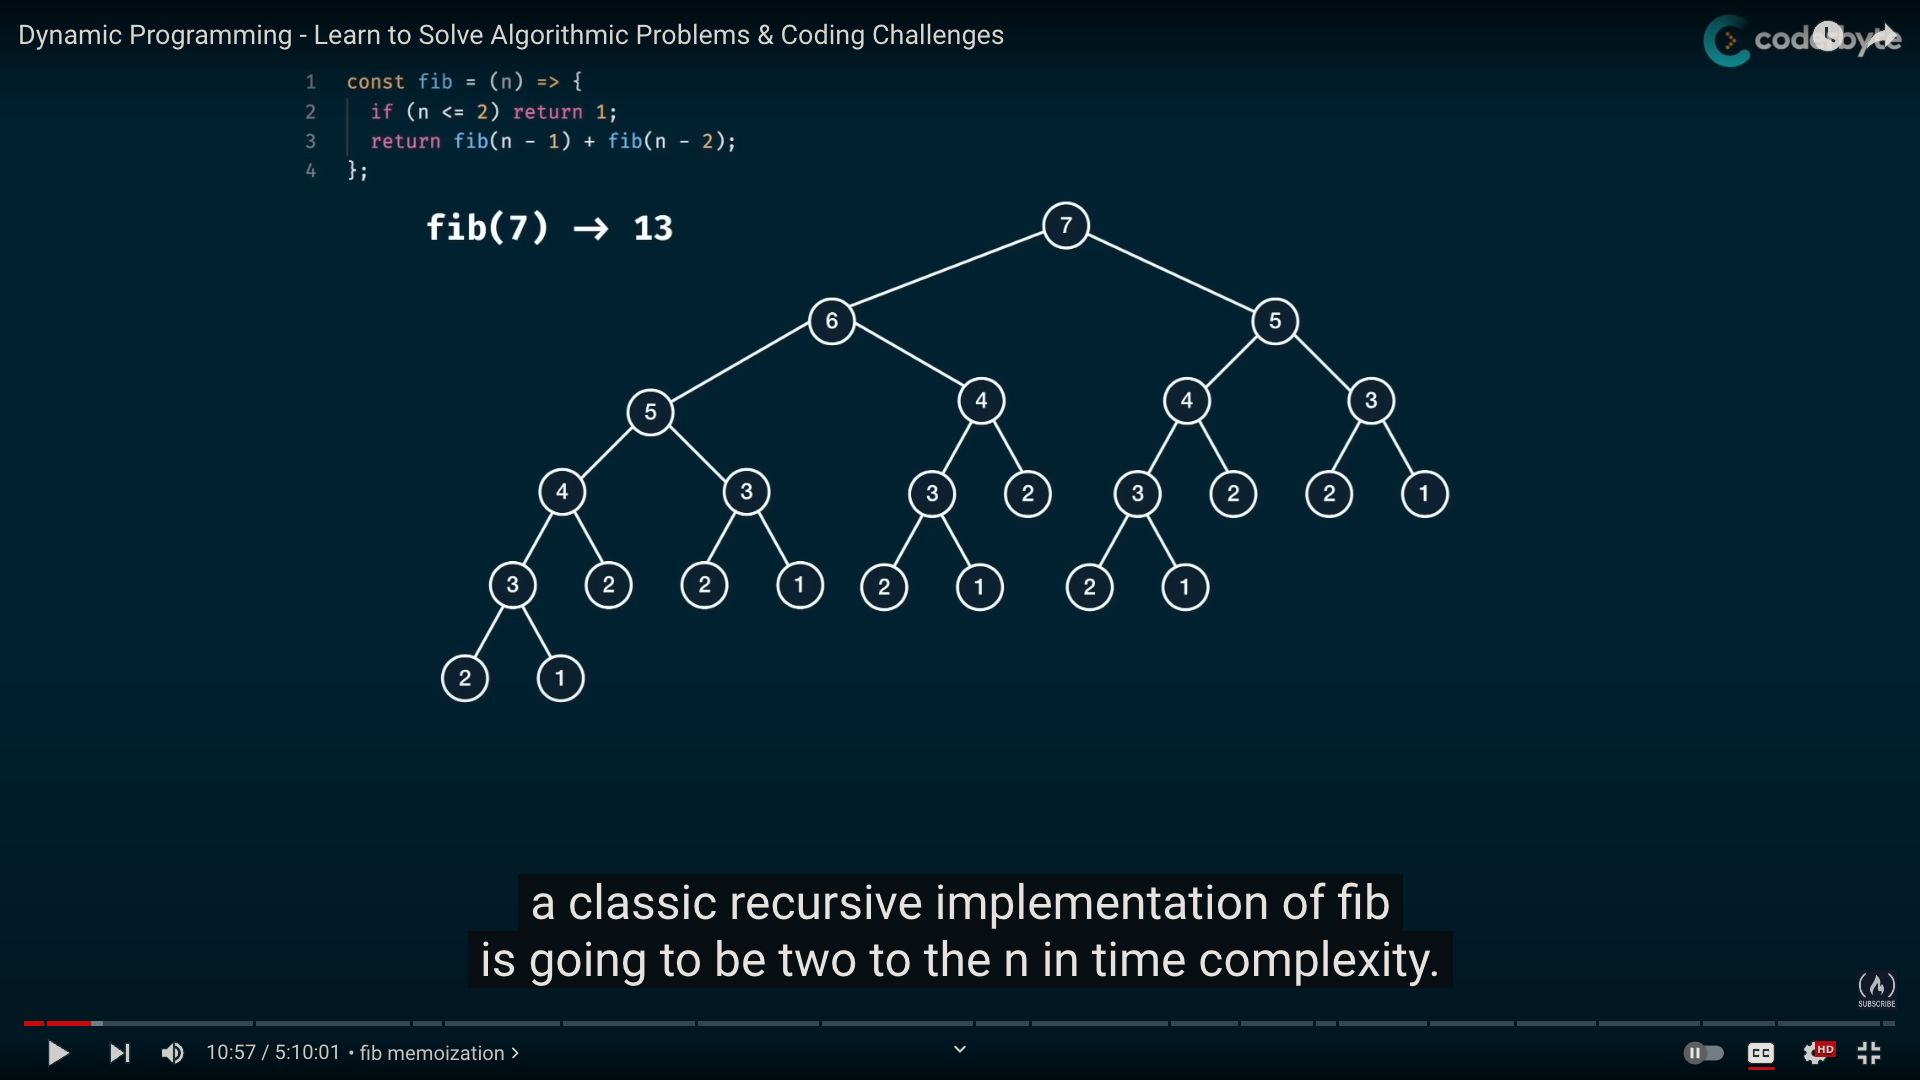 Dynamic Programming - Learn to Solve Algorithmic Problems & Coding Challenges
coderbyte
1 const fib = (n) => {
2 if (n <= 2) return 1;
3 return fib(n - 1) + fib(n - 2);
4 };
fib(7) → 13
7
6 5
5 4 4 3
4 3 3 2 3 2 2 1
3 2 2 1 2 1 2 1
2 1
a classic recursive implementation of fib
is going to be two to the n in time complexity.
SUBSCRIBE
10:57 / 5:10:01 • fib memoization >
CC
HD